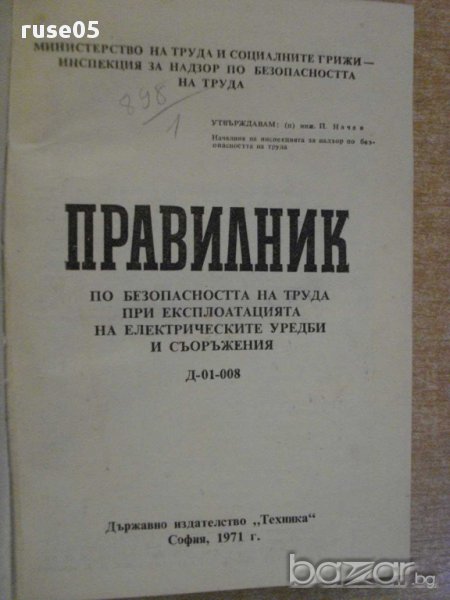 ruse05
МИНИСТЕРСТВО НА ТРУДА И СОЦИАЛНИТЕ ГРИЖИ —
ИНСПЕКЦИЯ ЗА НАДЗОР ПО БЕЗОПАСНОСТТА
НА ТРУДА
898
1
УТВЪРЖДАВАМ: (п) инж. П. Начев
Началник на инспекцията за надзор по без-
опасността на труда
ПРАВИЛНИК
ПО БЕЗОПАСНОСТТА НА ТРУДА
ПРИ ЕКСПЛОАТАЦИЯТА
НА ЕЛЕКТРИЧЕСКИТЕ УРЕДБИ
И СЪОРЪЖЕНИЯ
Д-01-008
Държавно издателство „Техника“
София, 1971 г.
bazar.bg